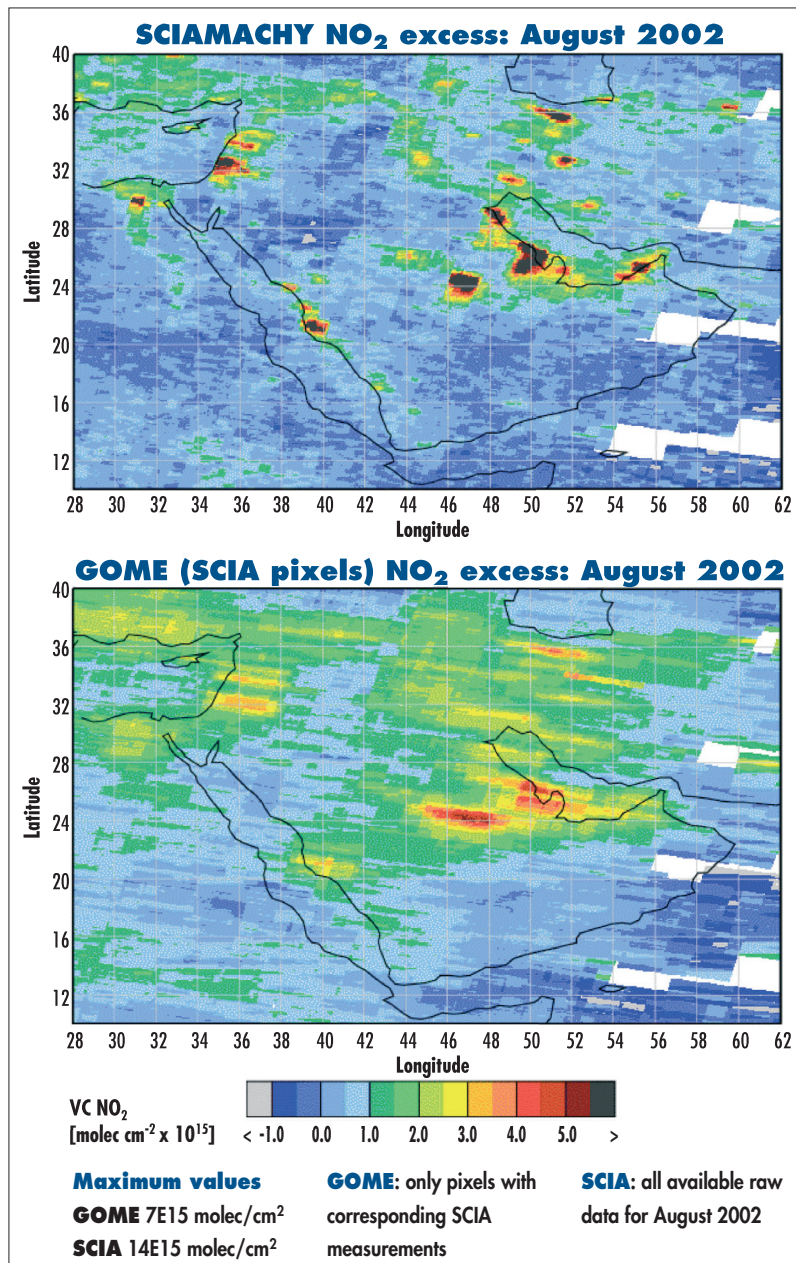 SCIAMACHY NO₂ excess: August 2002
40
36
32
28
24
20
16
12
Latitude
28 30 32 34 36 38 40 42 44 46 48 50 52 54 56 58 60 62
Longitude
GOME (SCIA pixels) NO₂ excess: August 2002
40
36
32
28
24
20
16
12
Latitude
28 30 32 34 36 38 40 42 44 46 48 50 52 54 56 58 60 62
Longitude
VC NO₂
[molec cm⁻² x 10¹⁵]
< -1.0 0.0 1.0 2.0 3.0 4.0 5.0 >
Maximum values
GOME 7E15 molec/cm²
SCIA 14E15 molec/cm²
GOME: only pixels with
corresponding SCIA
measurements
SCIA: all available raw
data for August 2002